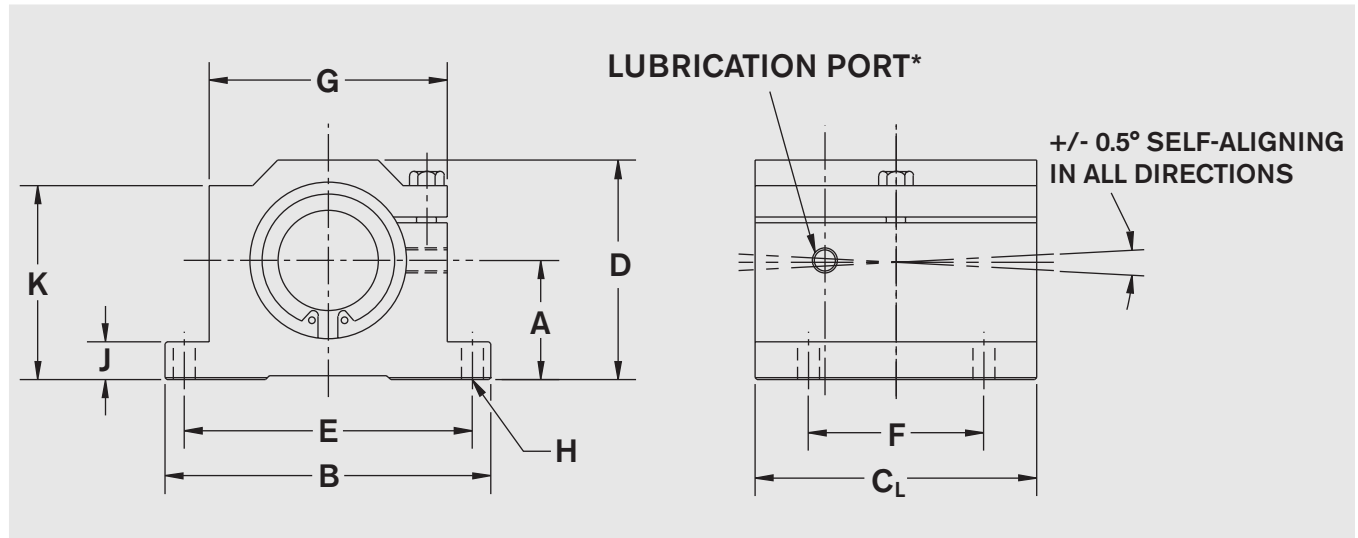 G
LUBRICATION PORT*
+/- 0.5° SELF-ALIGNING
IN ALL DIRECTIONS
K
D
A
J
E
H
B
F
CL